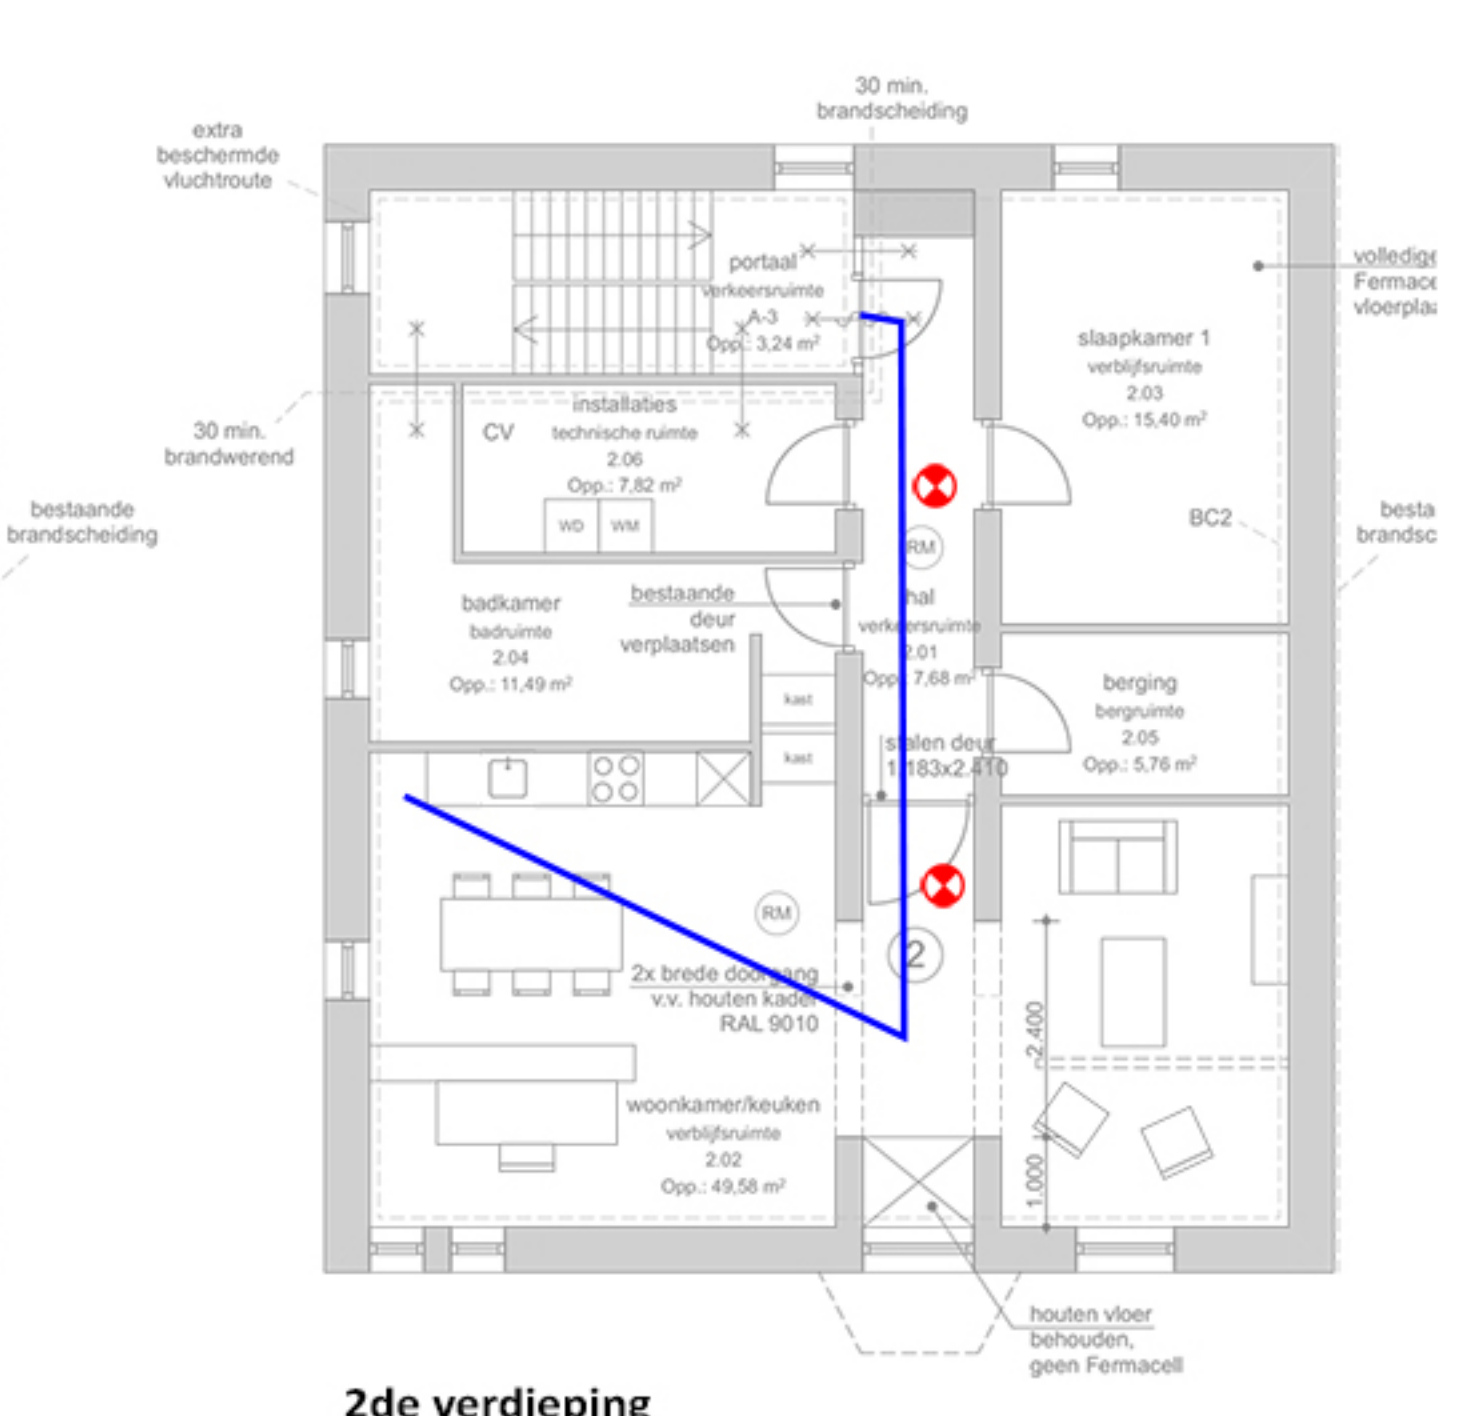 30 min.
brandscheiding
extra
beschermde
vluchtroute
portaal
verkeersruimte
A-3
Opp.: 3,24 m²
slaapkamer 1
verblijfsruimte
2.03
Opp.: 15,40 m²
vloerpla
30 min.
brandwerend
CV
installaties
technische ruimte
2.06
Opp.: 7,82 m²
WD
WM
bestaande
brandscheiding
BC2
besta
brandsc
RM
hal
verkeersruimte
2.01
Opp.: 7,68 m²
bestaande
deur
verplaatsen
badkamer
badruimte
2.04
Opp.: 11,49 m²
kast
kast
berging
bergruimte
2.05
Opp.: 5,76 m²
stalen deur
1.183x2.410
RM
2
2x brede doorgang
v.v. houten kader
RAL 9010
2.400
1.000
woonkamer/keuken
verblijfsruimte
2.02
Opp.: 49,58 m²
houten vloer
behouden,
geen Fermacell
2de verdieping